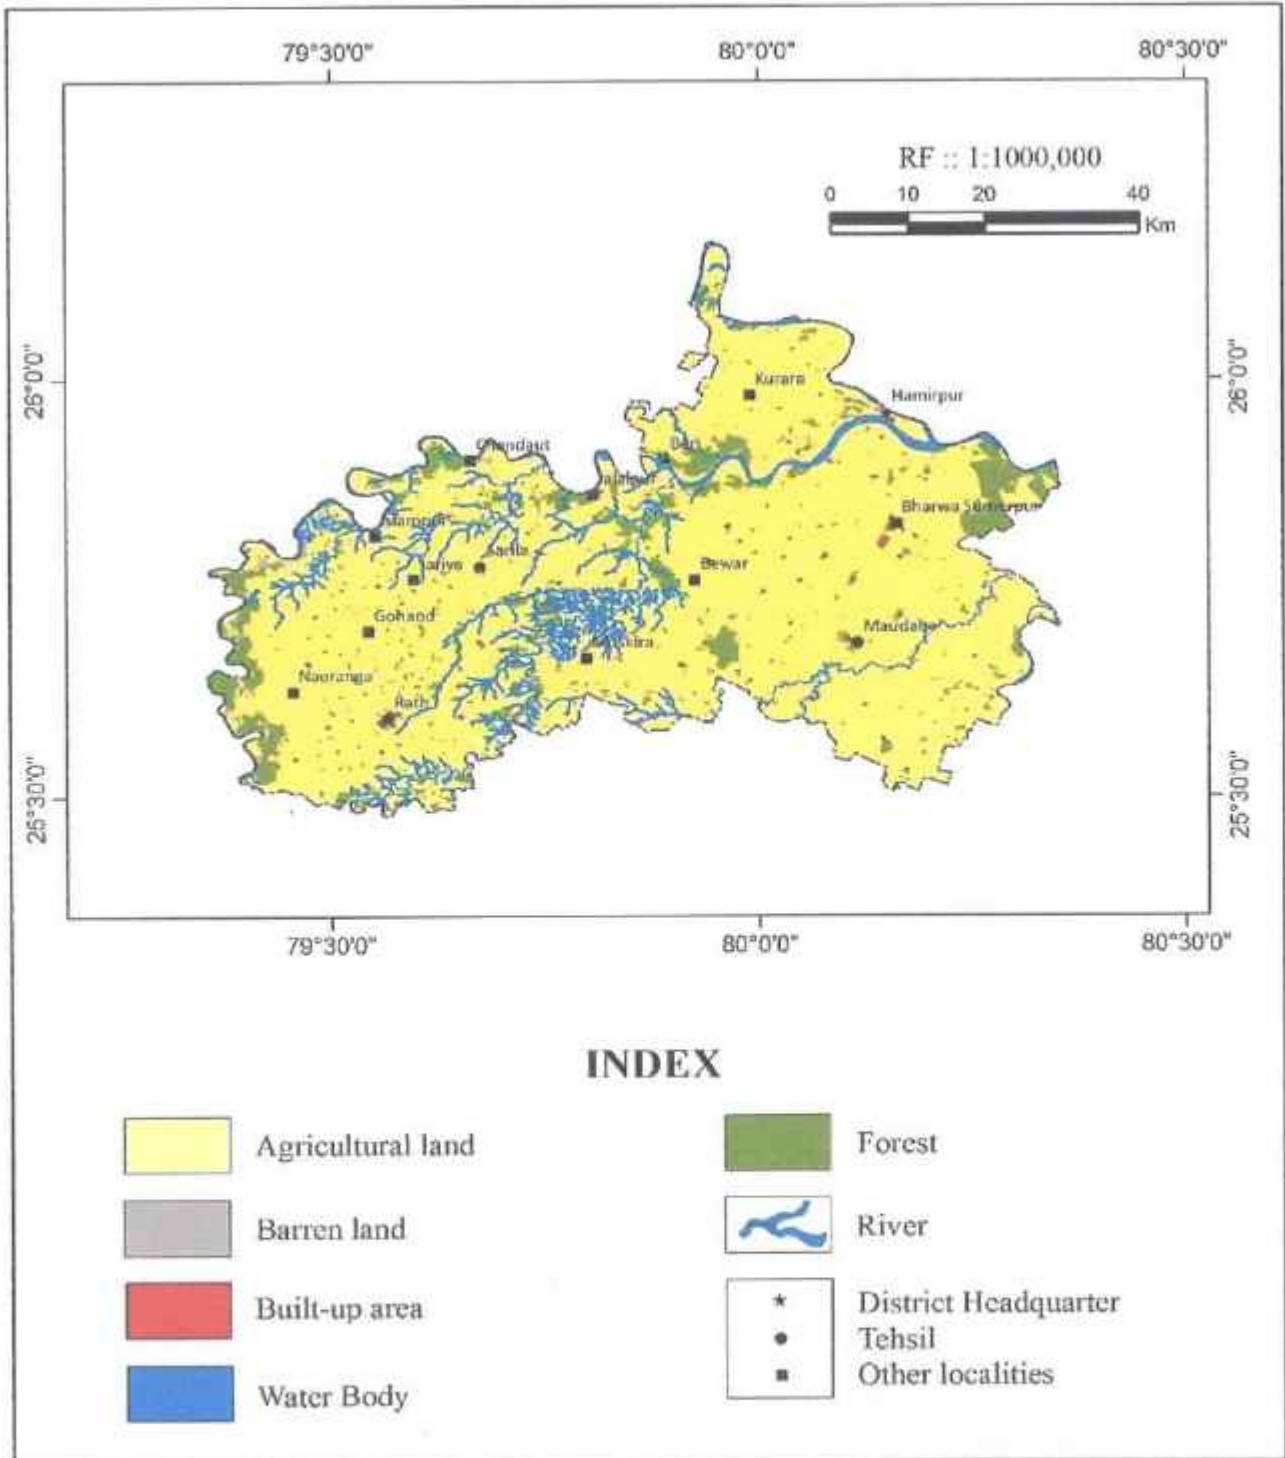 79°30'0"
80°0'0"
80°30'0"
RF :: 1:1000,000
0 10 20 40
Km
26°0'0"
26°0'0"
Kurara
Hamirpur
Chandaut
Jalalpur
Bharwa Sumerpur
Sarila
Bewar
Gohand
Maudaha
Naoranga
Rath
25°30'0"
25°30'0"
79°30'0"
80°0'0"
80°30'0"
INDEX
Agricultural land
Forest
Barren land
River
Built-up area
District Headquarter
Tehsil
Water Body
Other localities